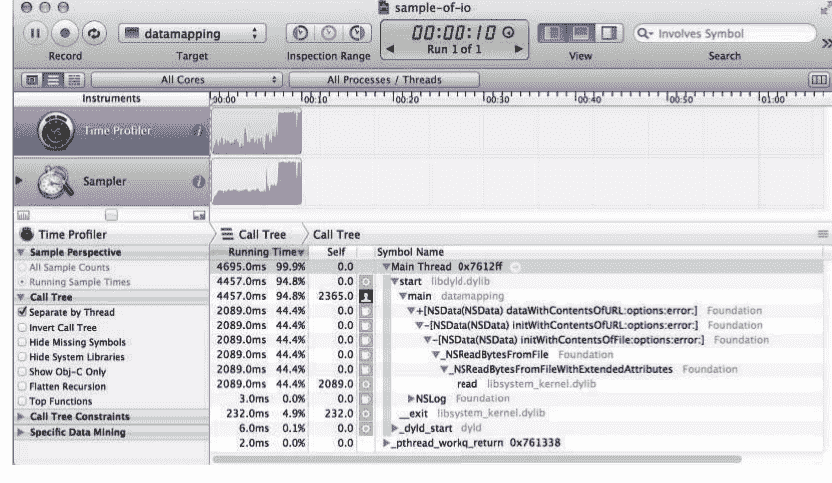 sample-of-io
datamapping
00:00:10
Run 1 of 1
Involves Symbol
Record
Target
Inspection Range
View
Search
All Cores
All Processes / Threads
Instruments
00:00 00:10 00:20 00:30 00:40 00:50 01:00
Time Profiler
Sampler
Time Profiler
Call Tree Call Tree
Sample Perspective
Running Time Self Symbol Name
All Sample Counts
4695.0ms 99.9% 0.0 Main Thread 0x7612ff
Running Sample Times
4457.0ms 94.8% 0.0 start libdyld.dylib
Call Tree
4457.0ms 94.8% 2365.0 main datamapping
Separate by Thread
2089.0ms 44.4% 0.0 +[NSData(NSData) dataWithContentsOfURL:options:error:] Foundation
Invert Call Tree
2089.0ms 44.4% 0.0 -[NSData(NSData) initWithContentsOfURL:options:error:] Foundation
Hide Missing Symbols
2089.0ms 44.4% 0.0 -[NSData(NSData) initWithContentsOfFile:options:error:] Foundation
Hide System Libraries
2089.0ms 44.4% 0.0 _NSReadBytesFromFile Foundation
Show Obj-C Only
2089.0ms 44.4% 0.0 _NSReadBytesFromFileWithExtendedAttributes Foundation
Flatten Recursion
2089.0ms 44.4% 2089.0 read libsystem_kernel.dylib
Top Functions
3.0ms 0.0% 0.0 NSLog Foundation
Call Tree Constraints
232.0ms 4.9% 232.0 __exit libsystem_kernel.dylib
Specific Data Mining
6.0ms 0.1% 0.0 _dyld_start dyld
2.0ms 0.0% 0.0 _pthread_workq_return 0x761338